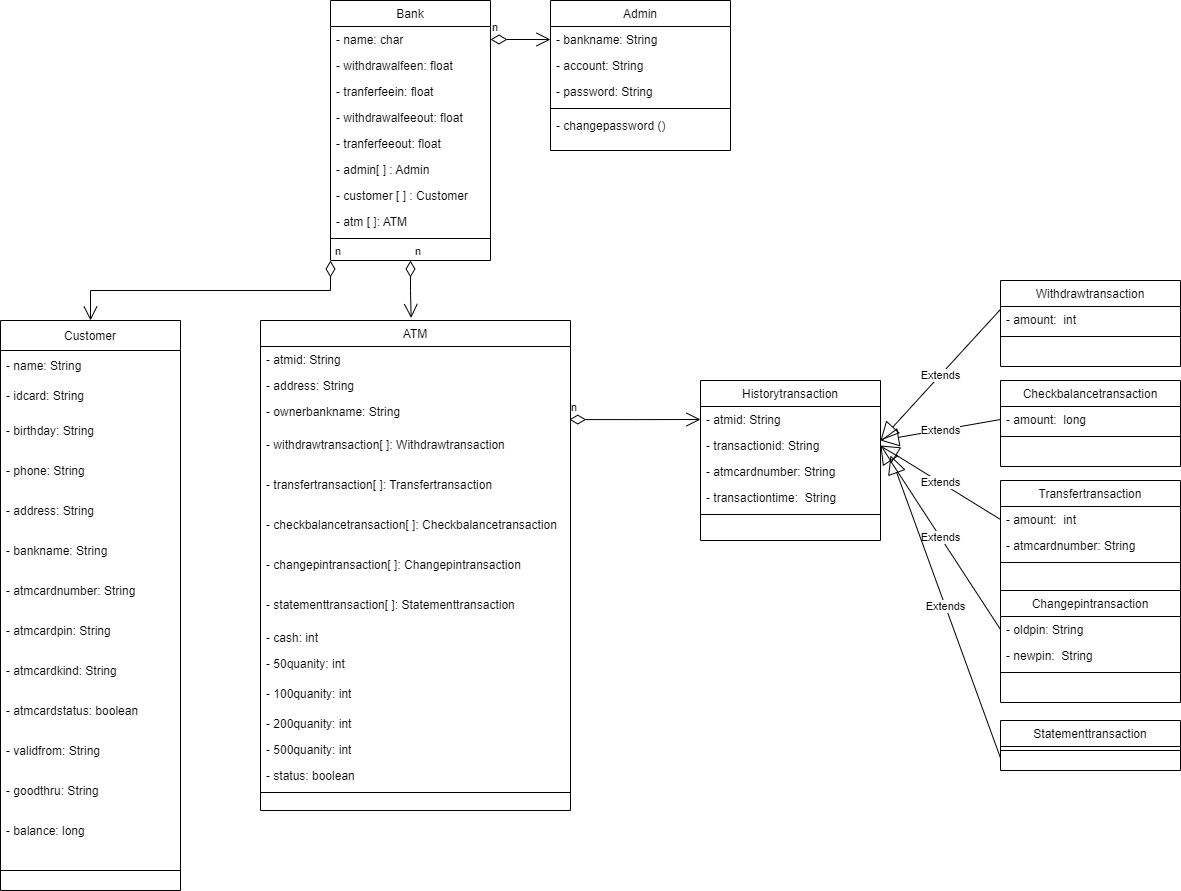 Bank
- name: char
- withdrawalfeen: float
- tranferfeein: float
- withdrawalfeeout: float
- tranferfeeout: float
- admin[ ] : Admin
- customer [ ] : Customer
- atm [ ]: ATM
n
Admin
- bankname: String
- account: String
- password: String
- changepassword ()
n
n
Customer
- name: String
- idcard: String
- birthday: String
- phone: String
- address: String
- bankname: String
- atmcardnumber: String
- atmcardpin: String
- atmcardkind: String
- atmcardstatus: boolean
- validfrom: String
- goodthru: String
- balance: long
ATM
- atmid: String
- address: String
- ownerbankname: String
- withdrawtransaction[ ]: Withdrawtransaction
- transfertransaction[ ]: Transfertransaction
- checkbalancetransaction[ ]: Checkbalancetransaction
- changepintransaction[ ]: Changepintransaction
- statementtransaction[ ]: Statementtransaction
- cash: int
- 50quanity: int
- 100quanity: int
- 200quanity: int
- 500quanity: int
- status: boolean
n
Historytransaction
- atmid: String
- transactionid: String
- atmcardnumber: String
- transactiontime:  String
Extends
Extends
Extends
Extends
Extends
Withdrawtransaction
- amount:  int
Checkbalancetransaction
- amount:  long
Transfertransaction
- amount:  int
- atmcardnumber: String
Changepintransaction
- oldpin: String
- newpin:  String
Statementtransaction